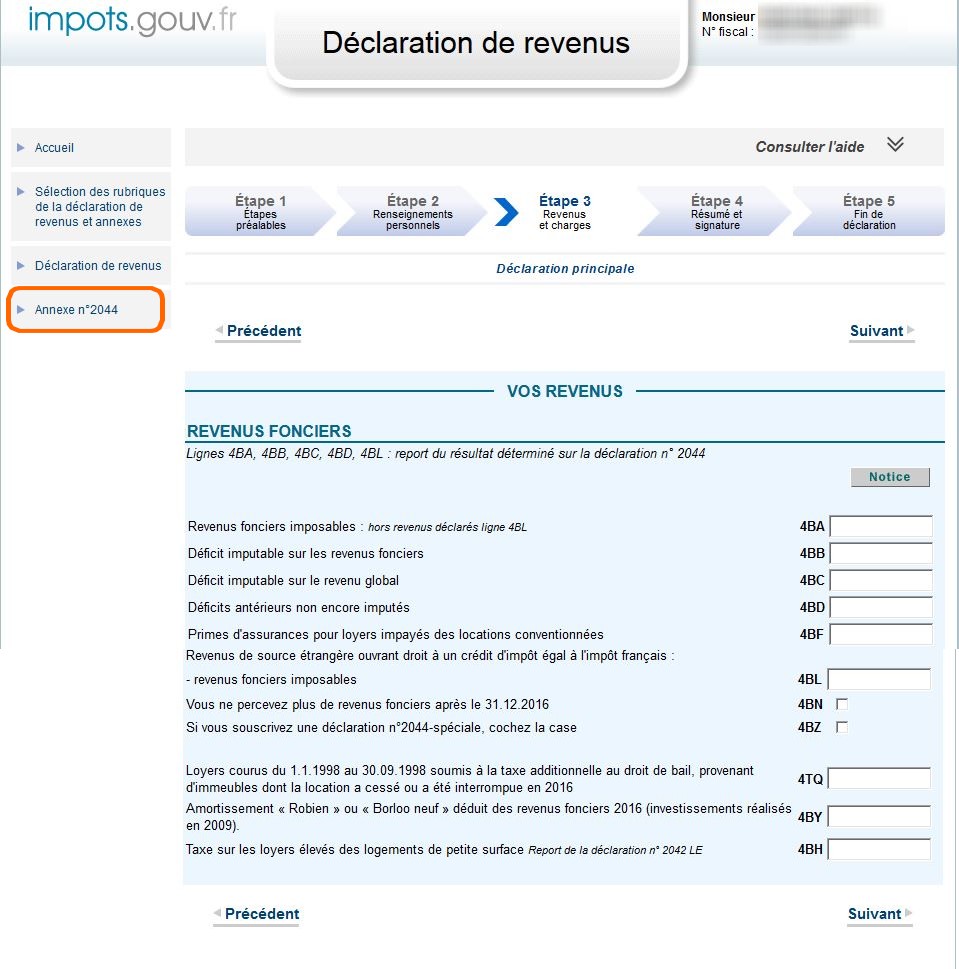 impots.gouv.fr
Déclaration de revenus
Monsieur
N° fiscal :
Accueil
Sélection des rubriques
de la déclaration de
revenus et annexes
Déclaration de revenus
Annexe n°2044
Consulter l'aide
Étape 1
Étapes
préalables
Étape 2
Renseignements
personnels
Étape 3
Revenus
et charges
Étape 4
Résumé et
signature
Étape 5
Fin de
déclaration
Déclaration principale
Précédent
Suivant
VOS REVENUS
REVENUS FONCIERS
Lignes 4BA, 4BB, 4BC, 4BD, 4BL : report du résultat déterminé sur la déclaration n° 2044
Notice
Revenus fonciers imposables : hors revenus déclarés ligne 4BL 4BA
Déficit imputable sur les revenus fonciers 4BB
Déficit imputable sur le revenu global 4BC
Déficits antérieurs non encore imputés 4BD
Primes d'assurances pour loyers impayés des locations conventionnées 4BF
Revenus de source étrangère ouvrant droit à un crédit d'impôt égal à l'impôt français :
- revenus fonciers imposables 4BL
Vous ne percevez plus de revenus fonciers après le 31.12.2016 4BN
Si vous souscrivez une déclaration n°2044-spéciale, cochez la case 4BZ
Loyers courus du 1.1.1998 au 30.09.1998 soumis à la taxe additionnelle au droit de bail, provenant
d'immeubles dont la location a cessé ou a été interrompue en 2016 4TQ
Amortissement « Robien » ou « Borloo neuf » déduit des revenus fonciers 2016 (investissements réalisés
en 2009). 4BY
Taxe sur les loyers élevés des logements de petite surface Report de la déclaration n° 2042 LE 4BH
Précédent
Suivant